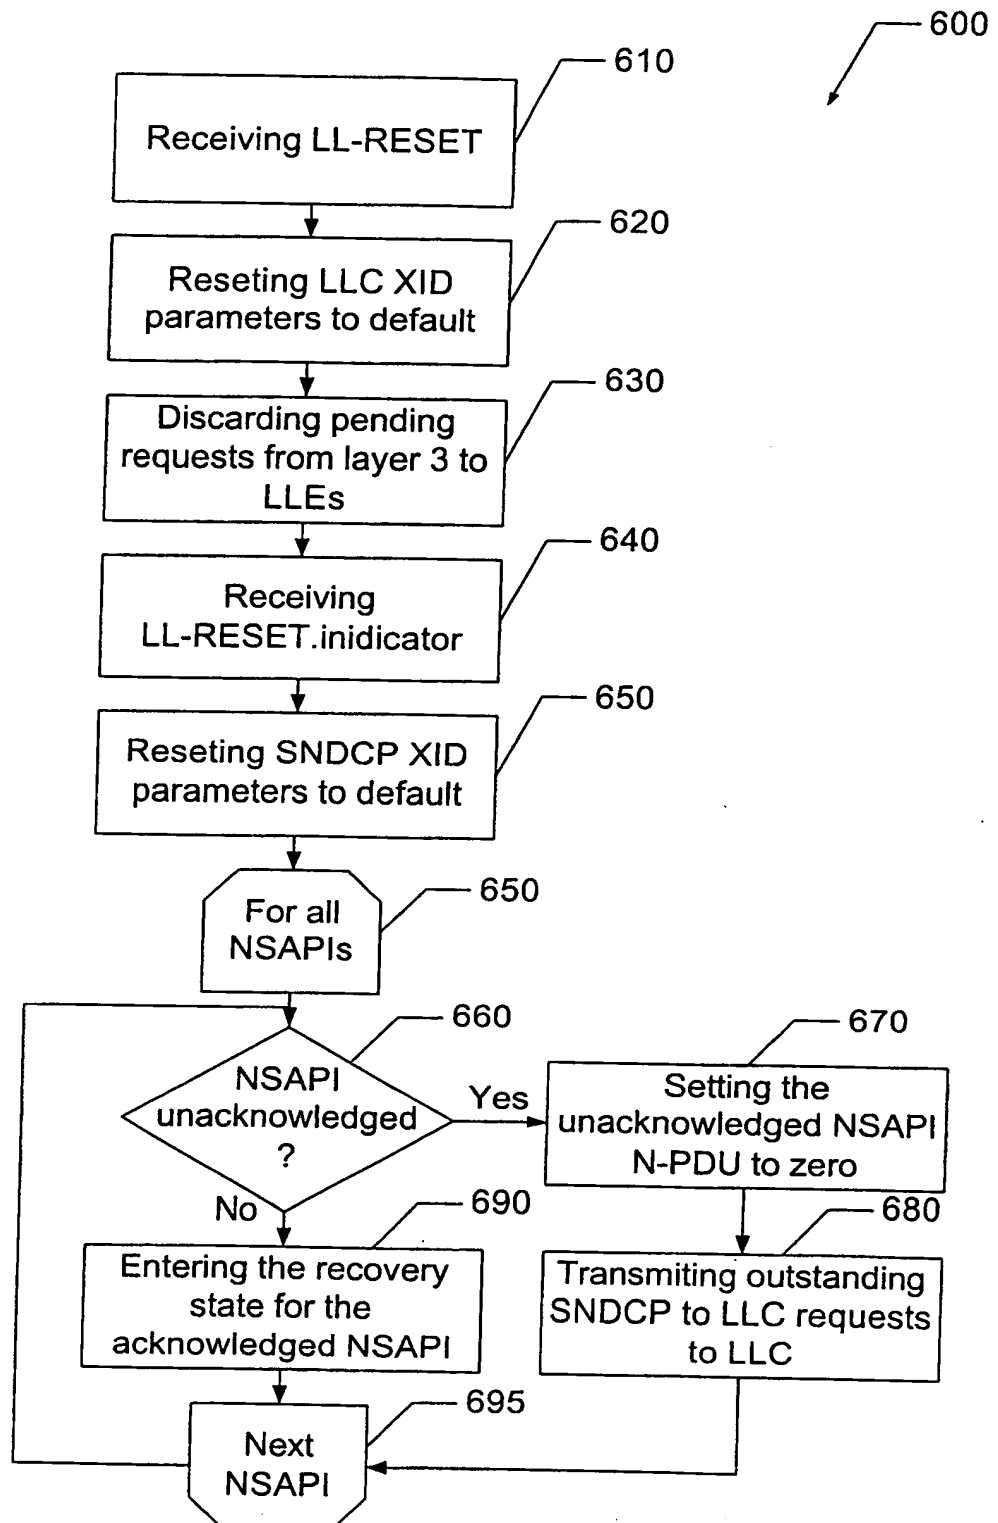 600
610
Receiving LL-RESET
620
Reseting LLC XID
parameters to default
630
Discarding pending
requests from layer 3 to
LLEs
640
Receiving
LL-RESET.inidicator
650
Reseting SNDCP XID
parameters to default
650
For all
NSAPIs
660
NSAPI
unacknowledged
?
Yes
670
Setting the
unacknowledged NSAPI
N-PDU to zero
No
690
Entering the recovery
state for the
acknowledged NSAPI
680
Transmiting outstanding
SNDCP to LLC requests
to LLC
695
Next
NSAPI